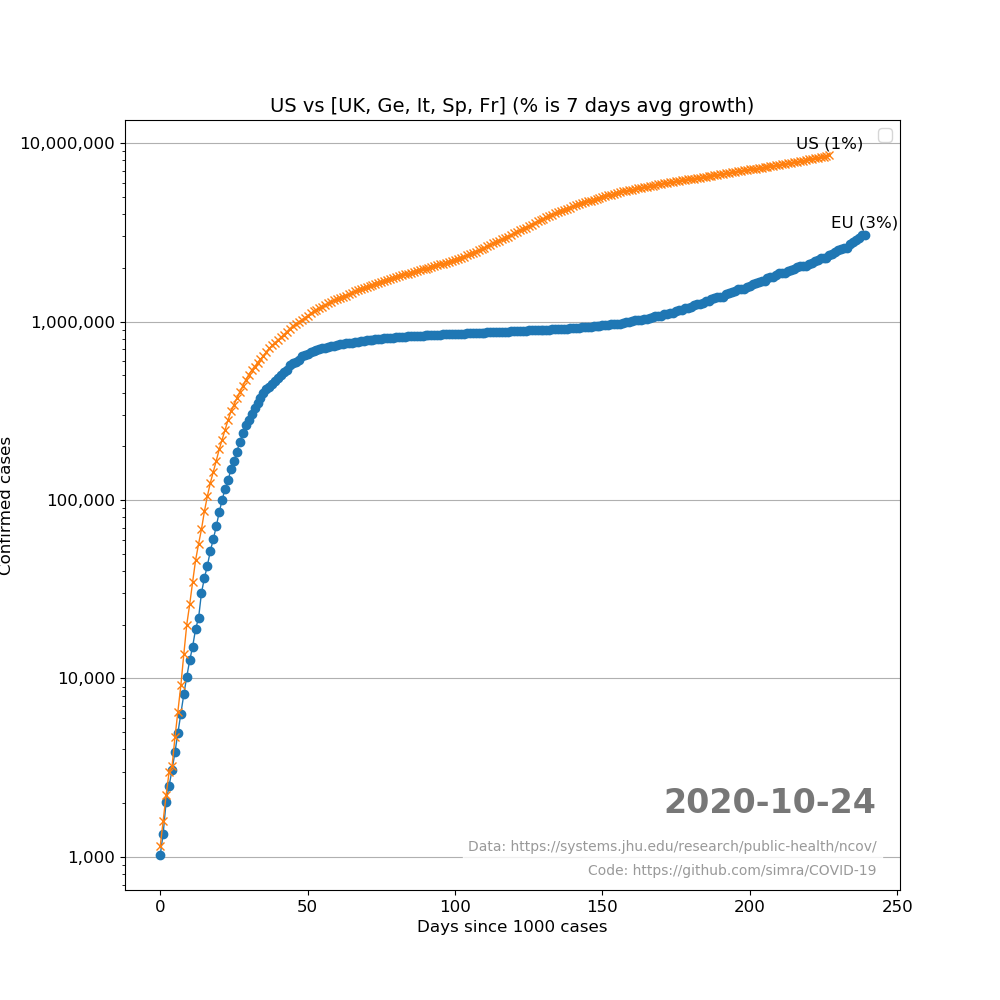 US vs [UK, Ge, It, Sp, Fr] (% is 7 days avg growth)
10,000,000
US (1%)
EU (3%)
1,000,000
100,000
Confirmed cases
10,000
2020-10-24
Data: https://systems.jhu.edu/research/public-health/ncov/
1,000
Code: https://github.com/simra/COVID-19
0 50 100 150 200 250
Days since 1000 cases